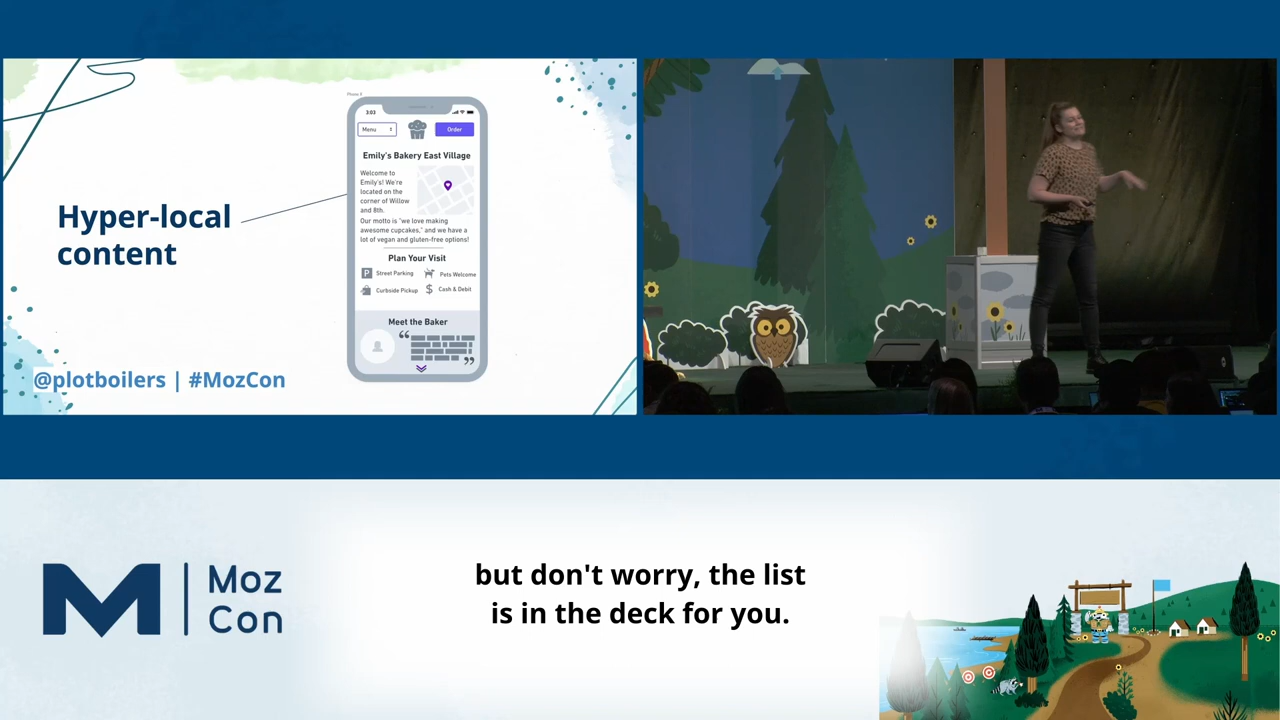 Hyper-local
content
@plotboilers | #MozCon
Phone 8
3:03
Menu
Order
Emily's Bakery East Village
Welcome to
Emily's! We're
located on the
corner of Willow
and 8th.
Our motto is "we love making
awesome cupcakes," and we have a
lot of vegan and gluten-free options!
Plan Your Visit
P Street Parking
Pets Welcome
Curbside Pickup
$ Cash & Debit
Meet the Baker
“
”
M | Moz
Con
but don't worry, the list
is in the deck for you.